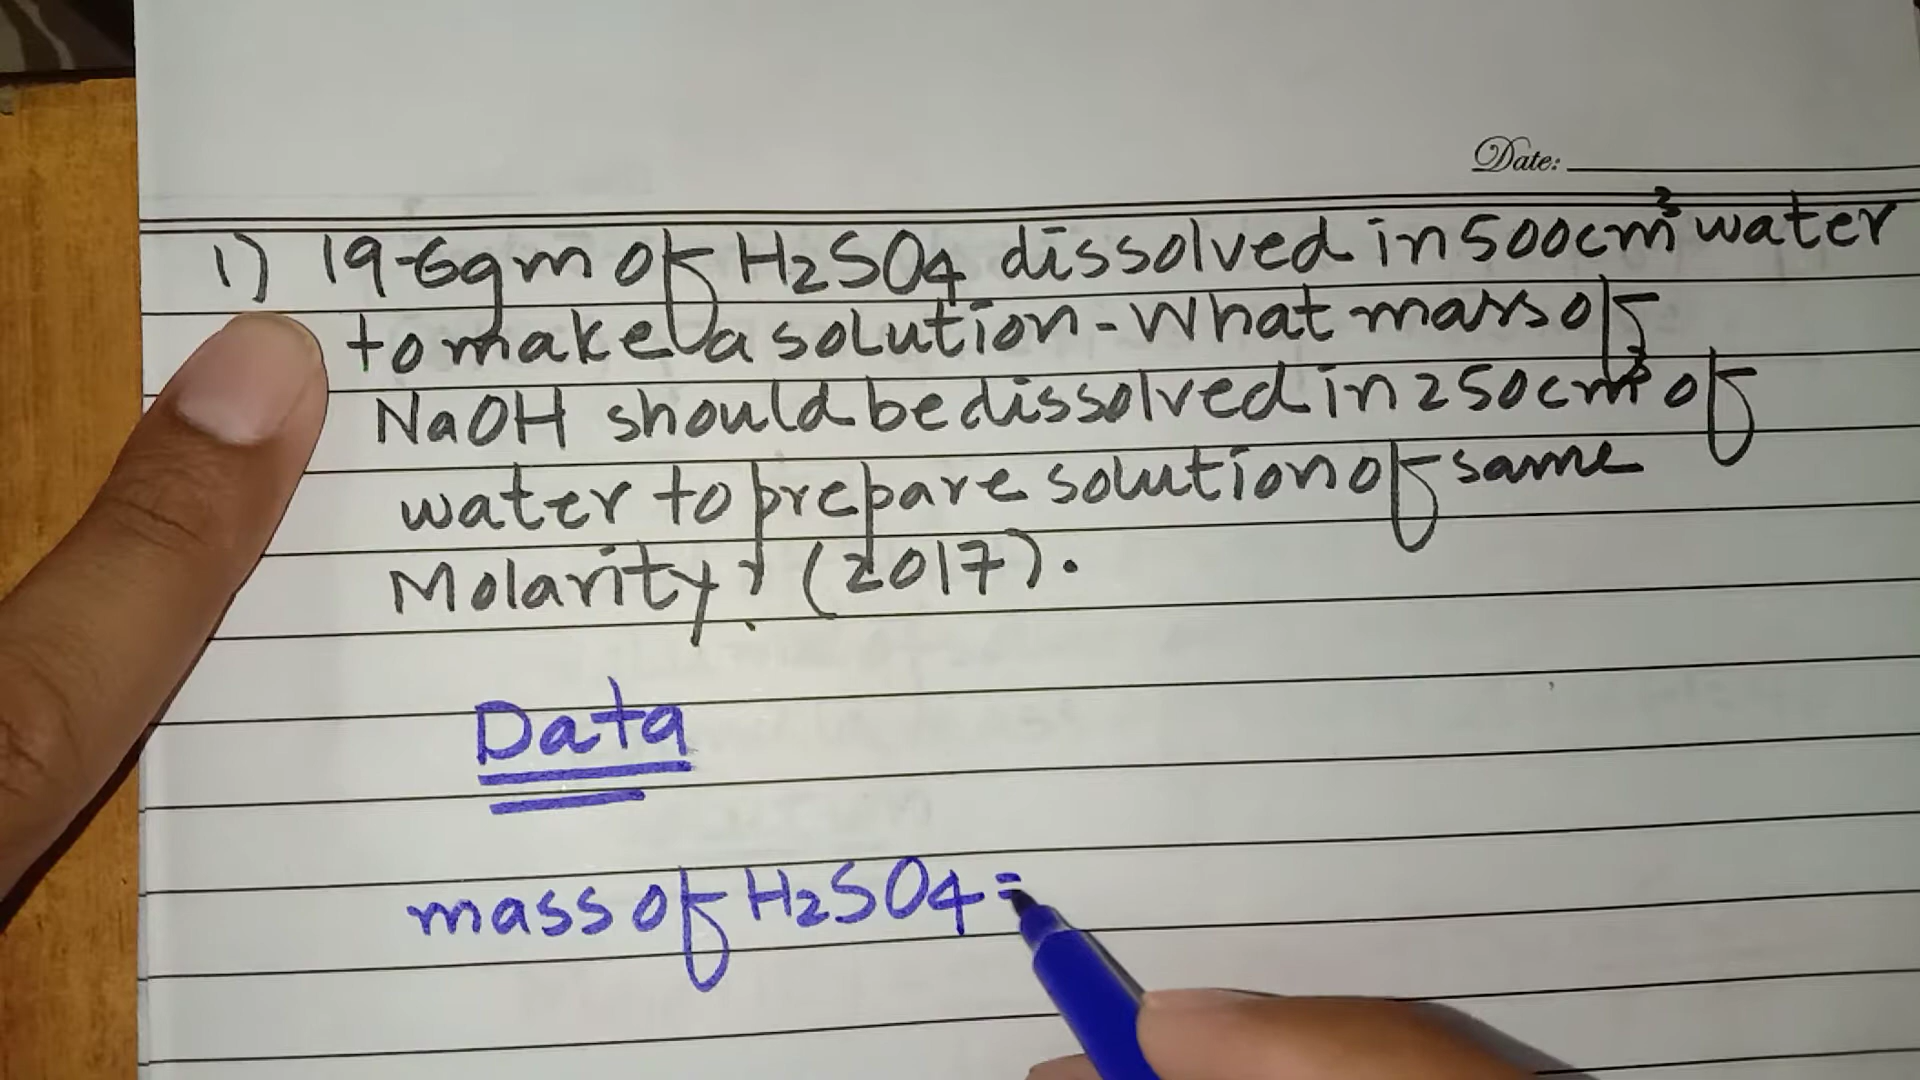 Date:
1) 19.6gm of H₂SO₄ dissolved in 500cm³ water
to make a solution. What mass of
NaOH should be dissolved in 250cm³ of
water to prepare solution of same
Molarity? (2017).
Data
mass of H₂SO₄ =